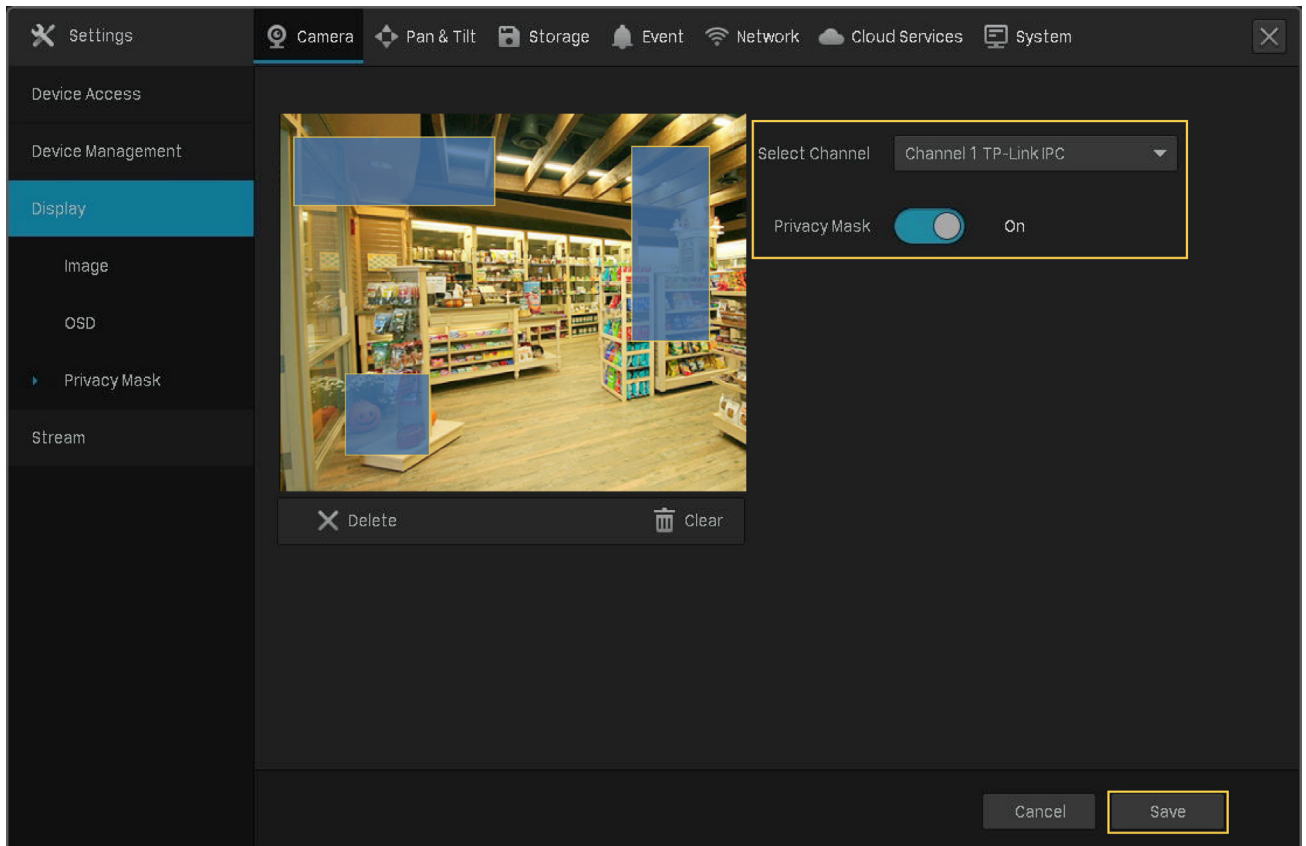 Settings
Camera
Pan & Tilt
Storage
Event
Network
Cloud Services
System
Device Access
Device Management
Display
Image
OSD
Privacy Mask
Stream
Select Channel
Channel 1 TP-Link IPC
Privacy Mask
On
Delete
Clear
Cancel
Save